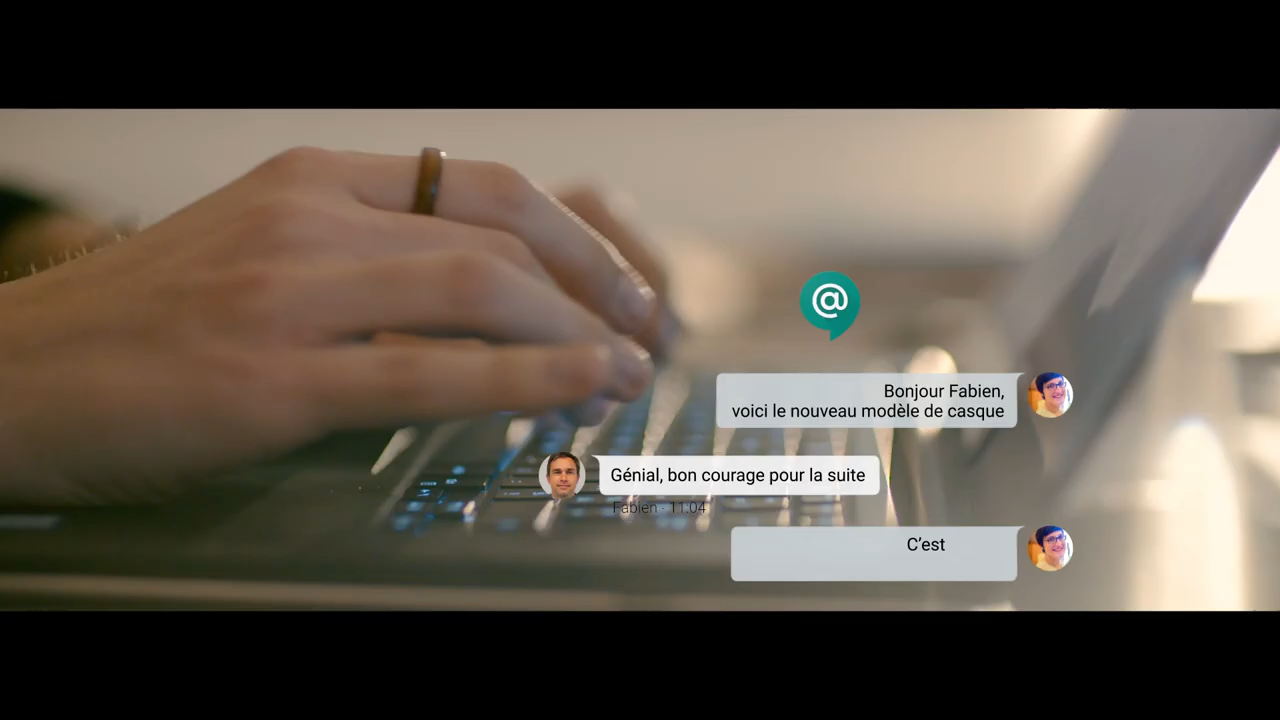 @
Bonjour Fabien,
voici le nouveau modèle de casque
Génial, bon courage pour la suite
Fabien · 11:04
C’est